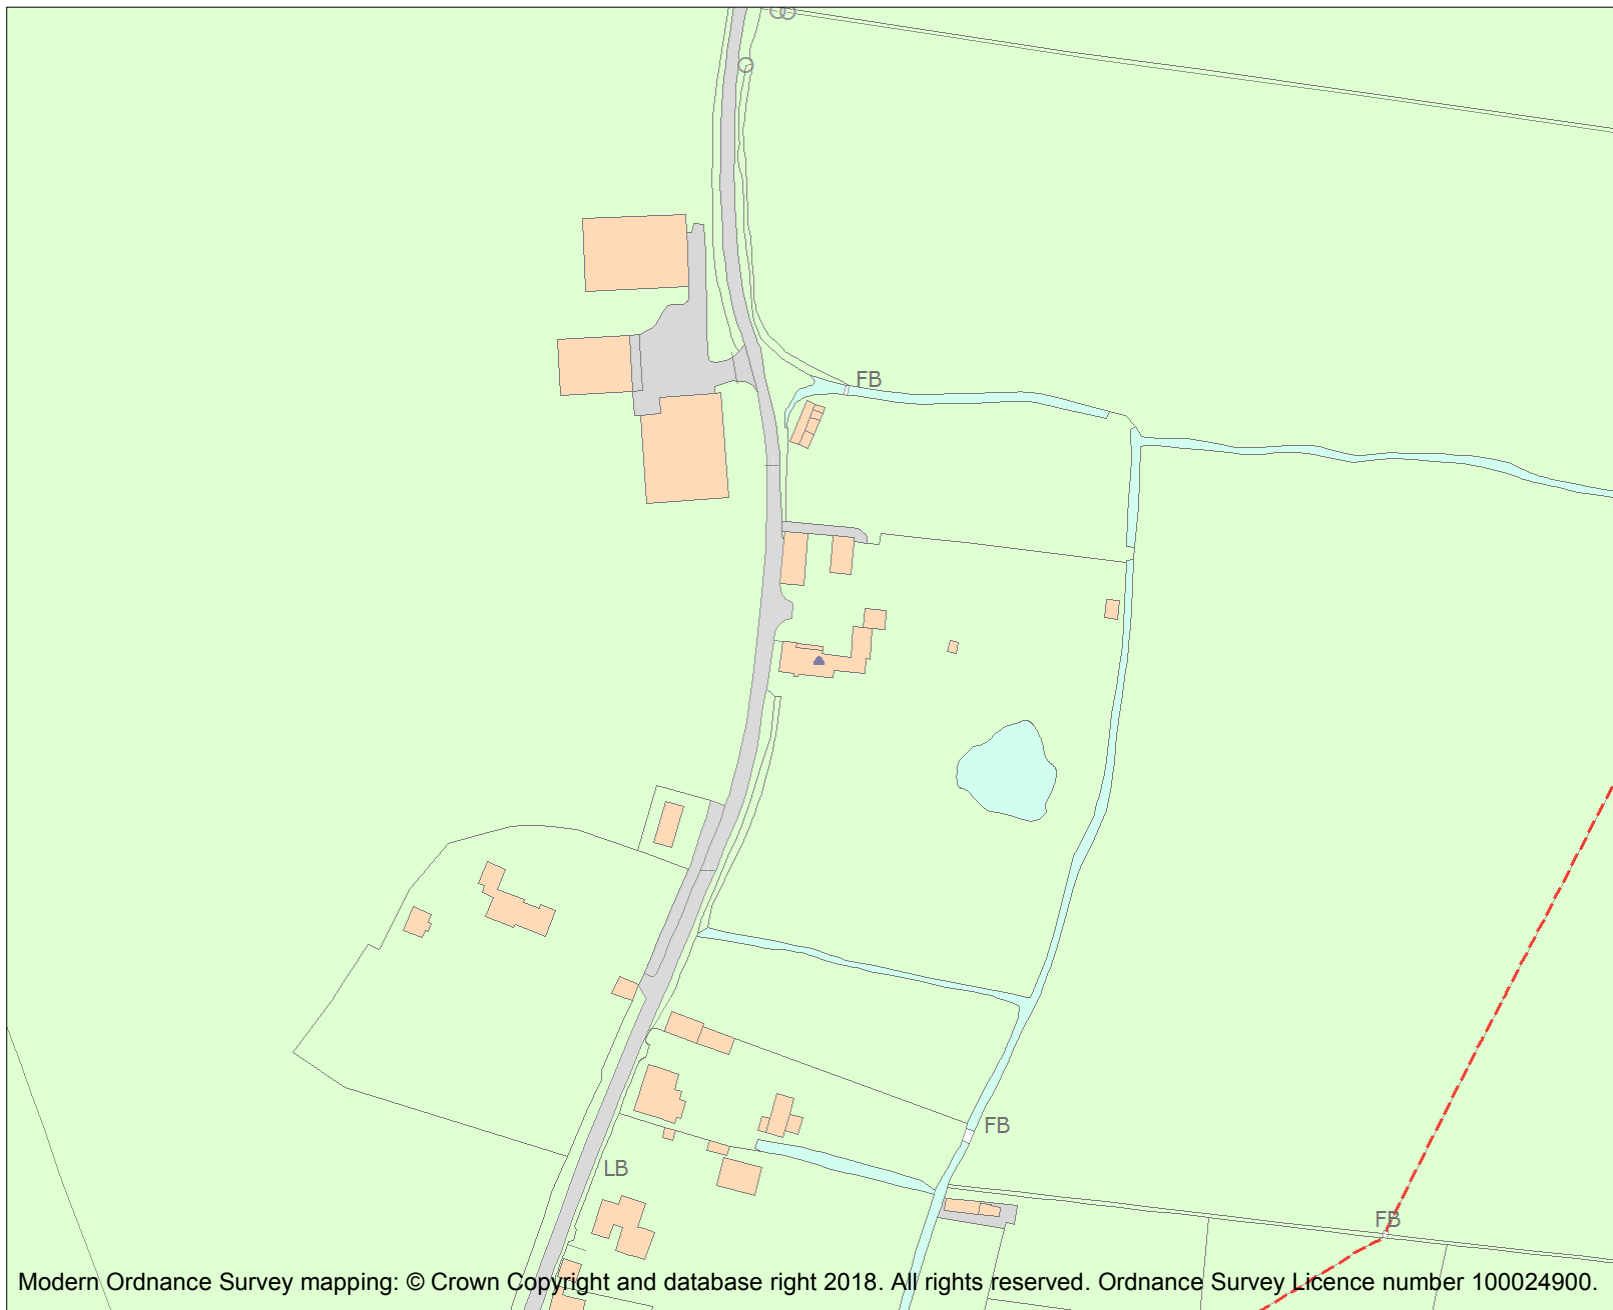 FB
FB
LB
FB
Modern Ordnance Survey mapping: © Crown Copyright and database right 2018. All rights reserved. Ordnance Survey Licence number 100024900.